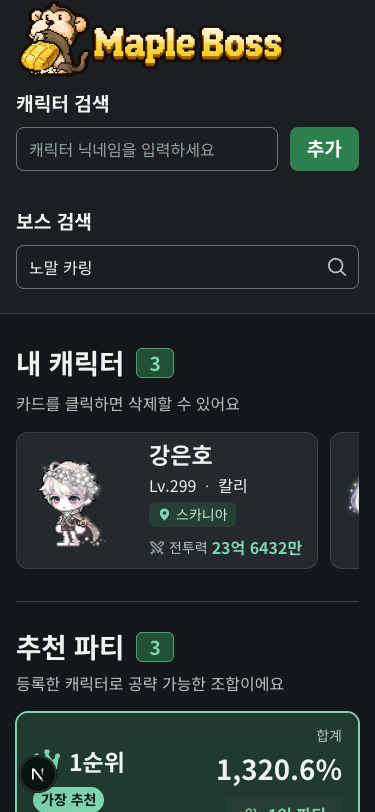 Maple Boss
캐릭터 검색
캐릭터 닉네임을 입력하세요
추가
보스 검색
노말 카링
내 캐릭터 3
카드를 클릭하면 삭제할 수 있어요
강은호
Lv.299 · 칼리
스카니아
전투력 23억 6432만
추천 파티 3
등록한 캐릭터로 공략 가능한 조합이에요
합계
1순위
1,320.6%
가장 추천
N